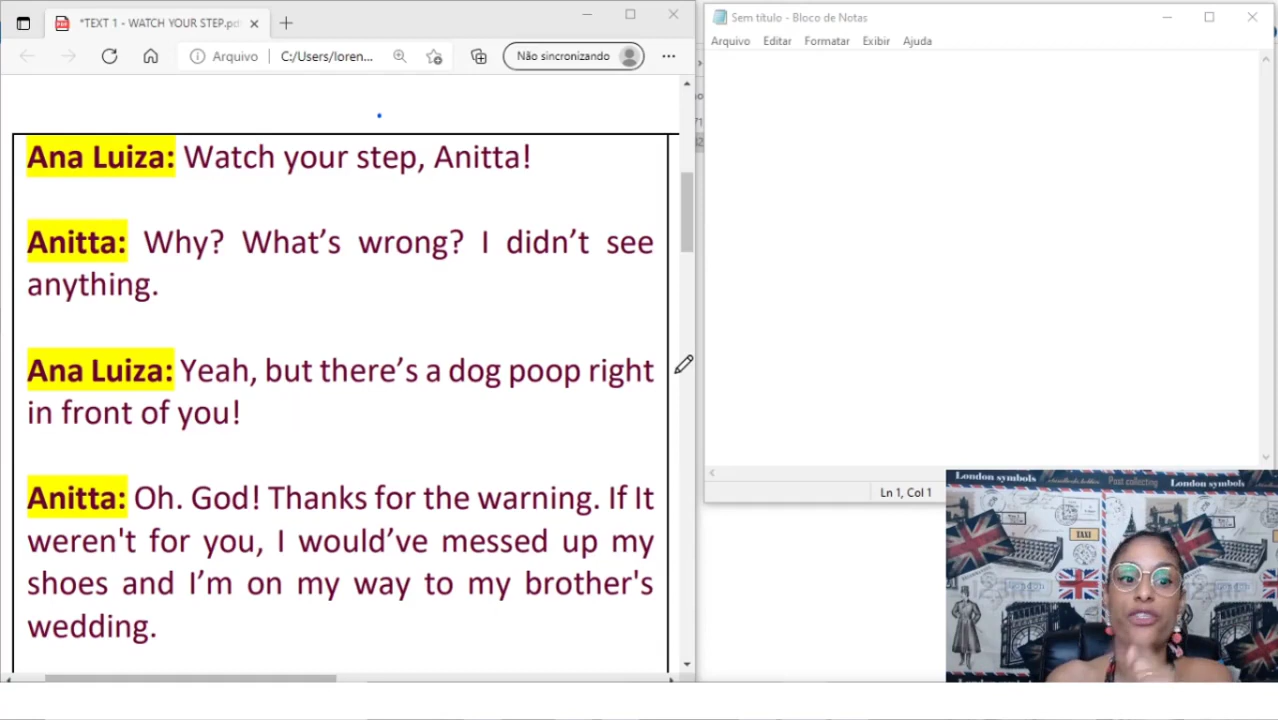 *TEXT 1 - WATCH YOUR STEP.pd
Arquivo
C:/Users/loren...
Não sincronizando
Ana Luiza: Watch your step, Anitta!
Anitta: Why? What's wrong? I didn't see
anything.
Ana Luiza: Yeah, but there's a dog poop right
in front of you!
Anitta: Oh. God! Thanks for the warning. If It
weren't for you, I would've messed up my
shoes and I'm on my way to my brother's
wedding.
Sem título - Bloco de Notas
Arquivo Editar Formatar Exibir Ajuda
Ln 1, Col 1
London symbols Post collecting London symbols
TAXI